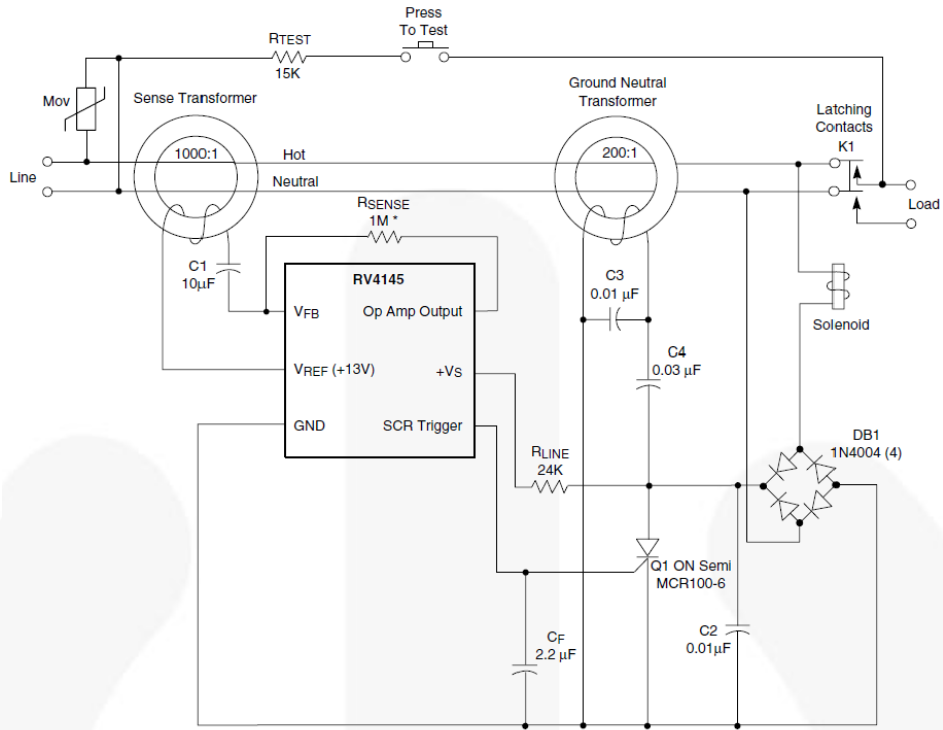 Press
To Test
RTEST
15K
Mov
Sense Transformer
Ground Neutral
Transformer
Latching
Contacts
K1
1000:1
Hot
200:1
Line
Neutral
Load
RSENSE
1M *
C1
10µF
RV4145
C3
0.01 µF
Solenoid
VFB
Op Amp Output
C4
0.03 µF
VREF (+13V)
+VS
GND
SCR Trigger
DB1
1N4004 (4)
RLINE
24K
Q1 ON Semi
MCR100-6
C2
0.01µF
CF
2.2 µF